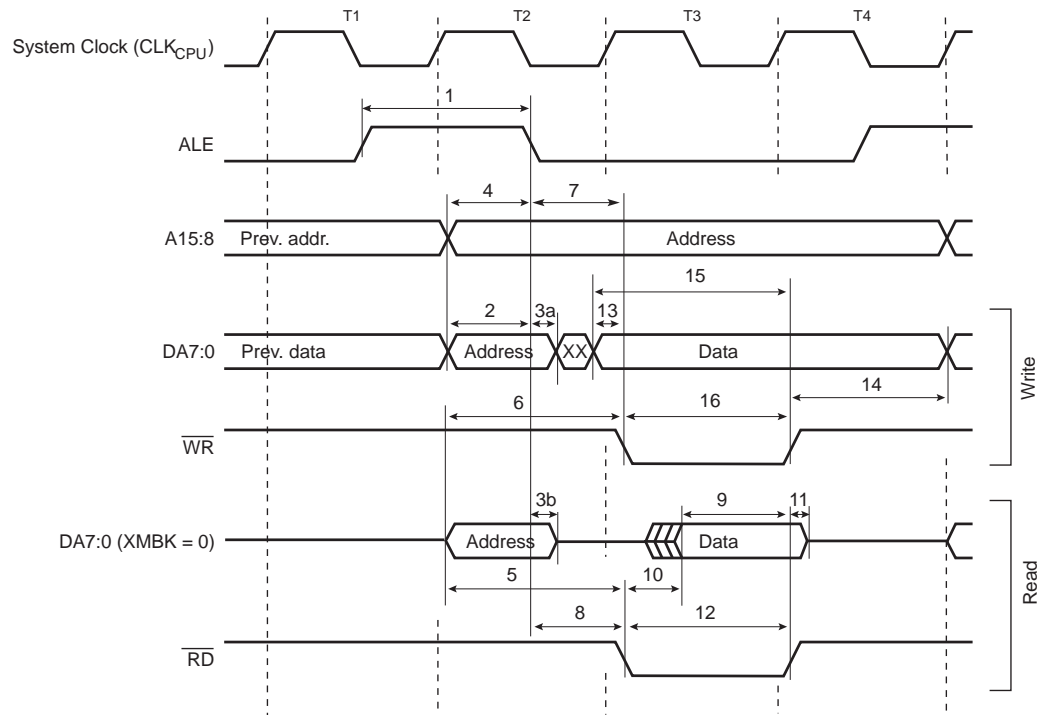 T1 T2 T3 T4
System Clock (CLKCPU)
1
ALE
4 7
A15:8 Prev. addr. Address
15
2 3a 13
DA7:0 Prev. data Address XX Data
14
6 16
WR
Write
3b 9 11
DA7:0 (XMBK = 0) Address Data
5 10
8 12
RD
Read